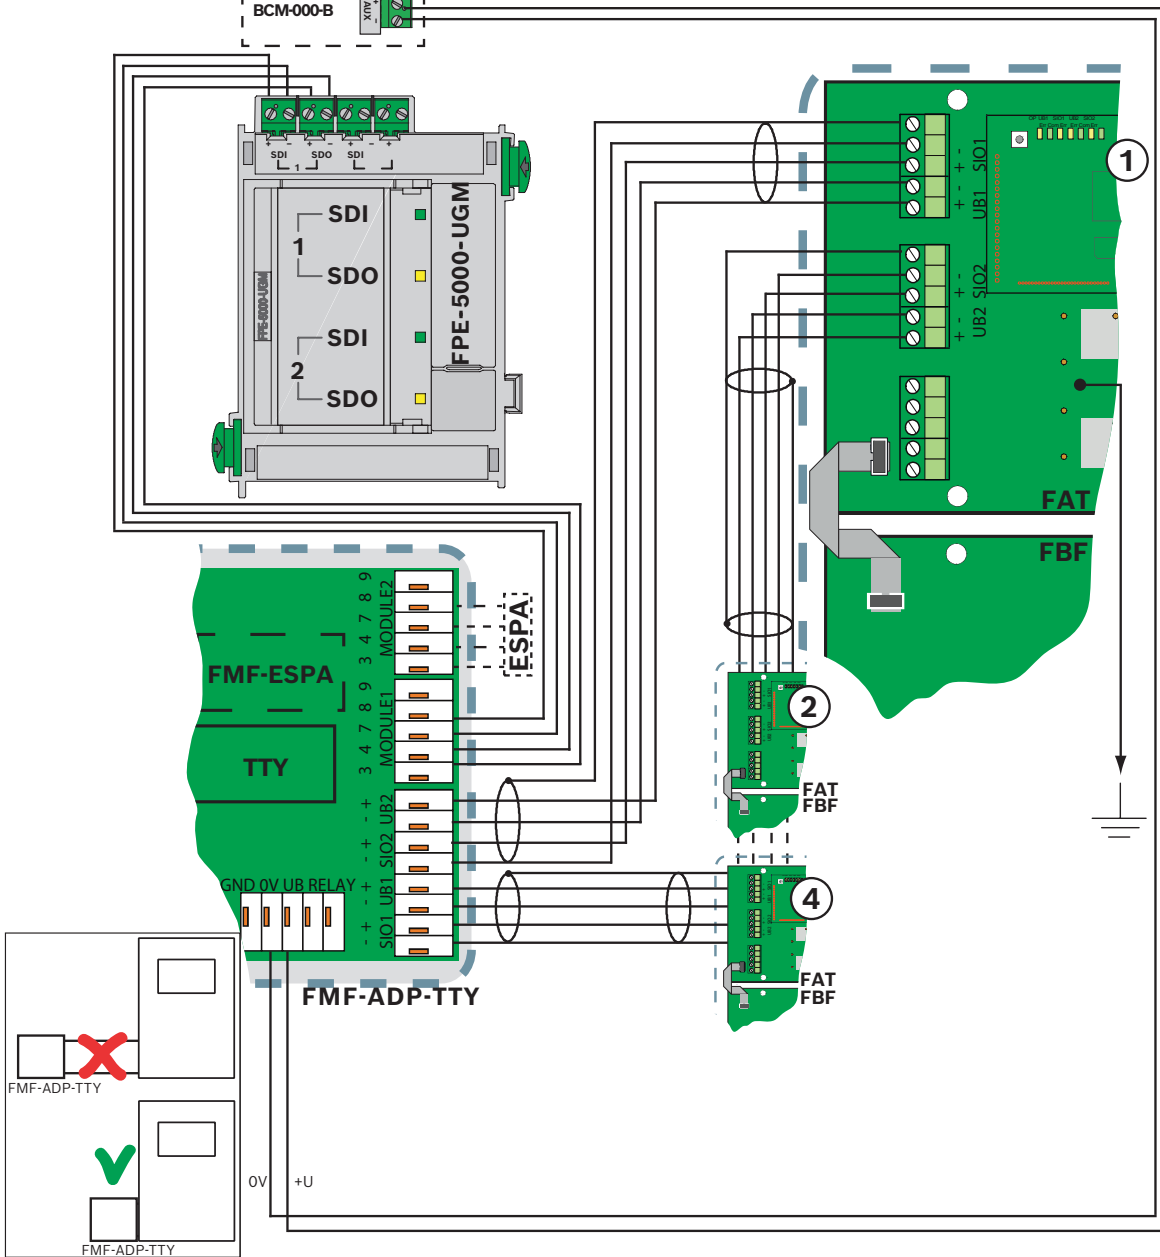 BCM-000-B
AUX
+
-
+ - + - + - +
SDI SDO SDI
1
1
SDI
SDO
2
SDI
SDO
FPE-5000-UGM
FPE-5000-UGM
SIO1
- +
UB1
- +
SIO2
- +
UB2
- +
1
FAT
FBF
ESPA
MODULE2
3 4 7 8 9
FMF-ESPA
MODULE1
3 4 7 8 9
TTY
UB2
- +
SIO2
- +
UB1
- +
SIO1
- +
GND 0V UB RELAY
FMF-ADP-TTY
2
FAT
FBF
4
FAT
FBF
FMF-ADP-TTY
0V
+U
FMF-ADP-TTY